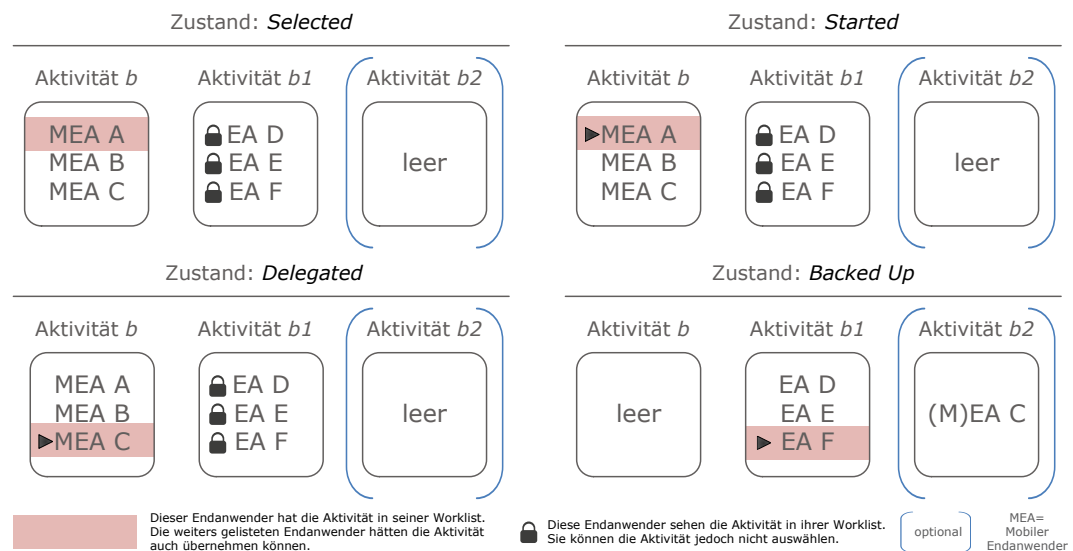 Zustand: Selected
Aktivität b Aktivität b1 Aktivität b2
MEA A EA D
MEA B EA E leer
MEA C EA F
Zustand: Started
Aktivität b Aktivität b1 Aktivität b2
MEA A EA D
MEA B EA E leer
MEA C EA F
Zustand: Delegated
Aktivität b Aktivität b1 Aktivität b2
MEA A EA D
MEA B EA E leer
MEA C EA F
Zustand: Backed Up
Aktivität b Aktivität b1 Aktivität b2
EA D
leer EA E (M)EA C
EA F
Dieser Endanwender hat die Aktivität in seiner Worklist.
Die weiters gelisteten Endanwender hätten die Aktivität
auch übernehmen können.
Diese Endanwender sehen die Aktivität in ihrer Worklist.
Sie können die Aktivität jedoch nicht auswählen.
optional
MEA=
Mobiler
Endanwender